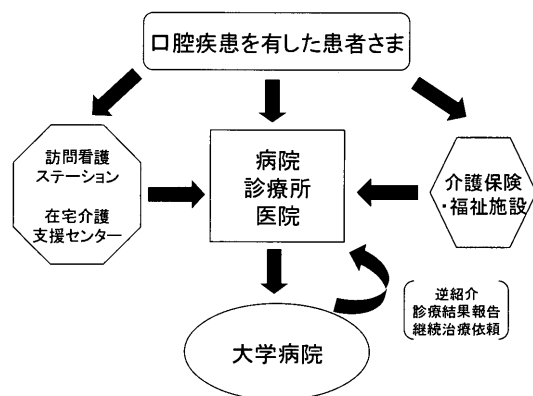 口腔疾患を有した患者さま
訪問看護
ステーション
在宅介護
支援センター
病院
診療所
医院
介護保険
・福祉施設
逆紹介
診療結果報告
継続治療依頼
大学病院